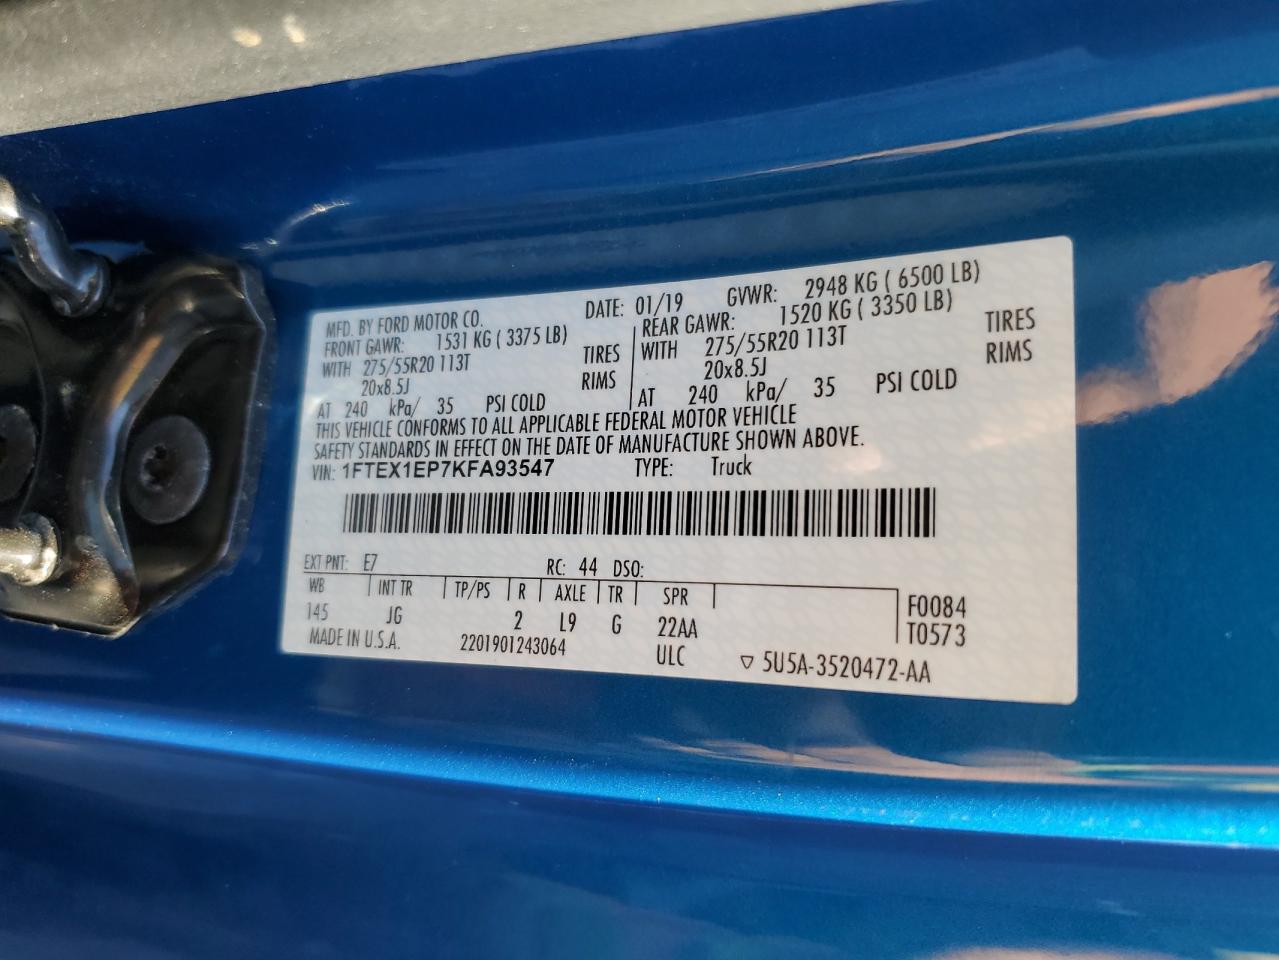 MFD. BY FORD MOTOR CO. DATE: 01/19 GVWR: 2948 KG ( 6500 LB)
FRONT GAWR: 1531 KG ( 3375 LB) REAR GAWR: 1520 KG ( 3350 LB)
WITH 275/55R20 113T TIRES WITH 275/55R20 113T TIRES
20x8.5J RIMS 20x8.5J RIMS
AT 240 kPa/ 35 PSI COLD AT 240 kPa/ 35 PSI COLD
THIS VEHICLE CONFORMS TO ALL APPLICABLE FEDERAL MOTOR VEHICLE
SAFETY STANDARDS IN EFFECT ON THE DATE OF MANUFACTURE SHOWN ABOVE.
VIN: 1FTEX1EP7KFA93547 TYPE: Truck
EXT PNT: E7 RC: 44 DSO:
WB INT TR TP/PS R AXLE TR SPR F0084
145 JG 2 L9 G 22AA T0573
MADE IN U.S.A. 2201901243064 ULC ▽ 5U5A-3520472-AA